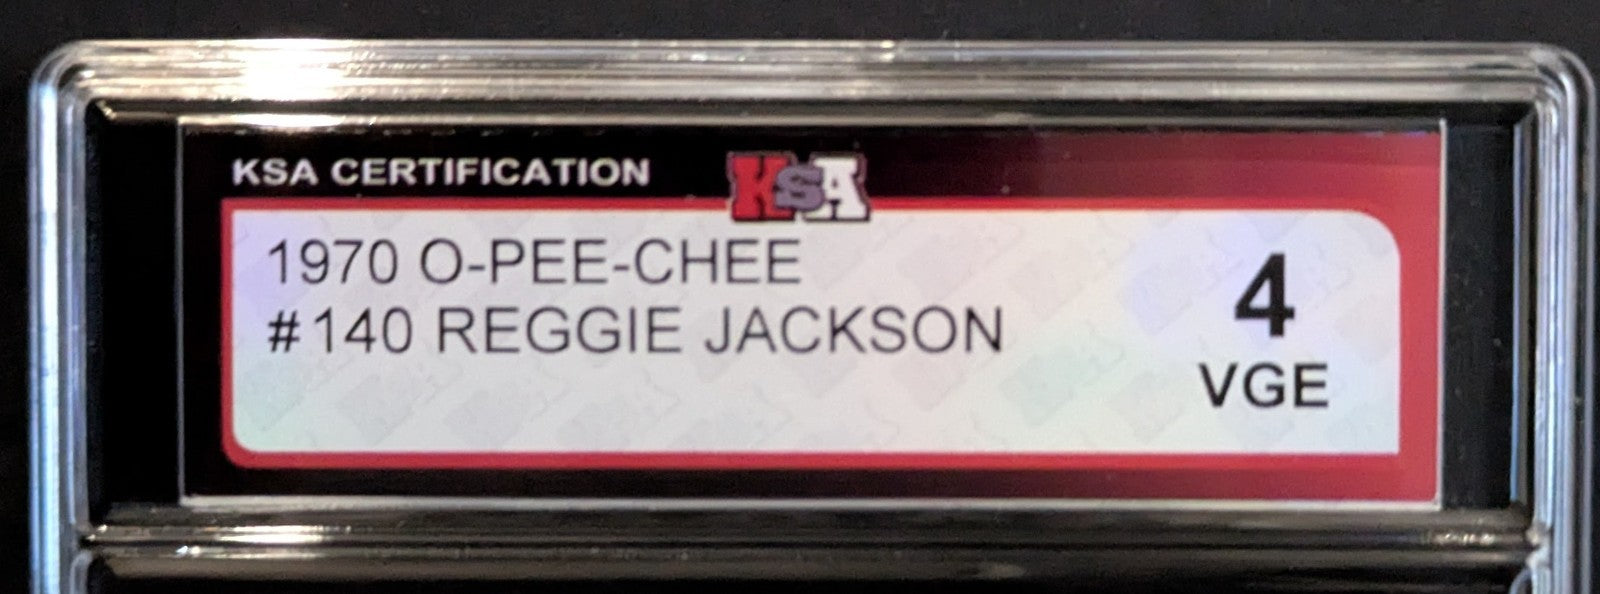 KSA CERTIFICATION
KSA
1970 O-PEE-CHEE
#140 REGGIE JACKSON
4
VGE